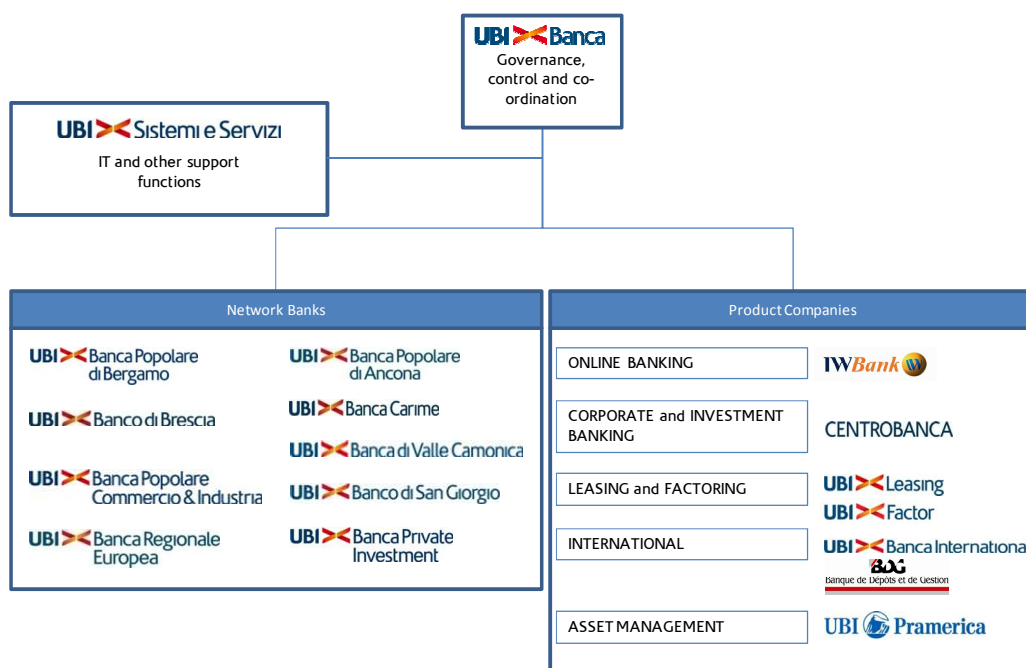 UBI Banca
Governance,
control and co-
ordination
UBI Sistemi e Servizi
IT and other support
functions
Network Banks
UBI Banca Popolare
di Bergamo
UBI Banco di Brescia
UBI Banca Popolare
Commercio & Industria
UBI Banca Regionale
Europea
UBI Banca Popolare
di Ancona
UBI Banca Carime
UBI Banca di Valle Camonica
UBI Banco di San Giorgio
UBI Banca Private
Investment
Product Companies
ONLINE BANKING
IWBank W
CORPORATE and INVESTMENT
BANKING
CENTROBANCA
LEASING and FACTORING
UBI Leasing
UBI Factor
INTERNATIONAL
UBI Banca Internationa
BDG
Banque de Dépôts et de Gestion
ASSET MANAGEMENT
UBI Pramerica